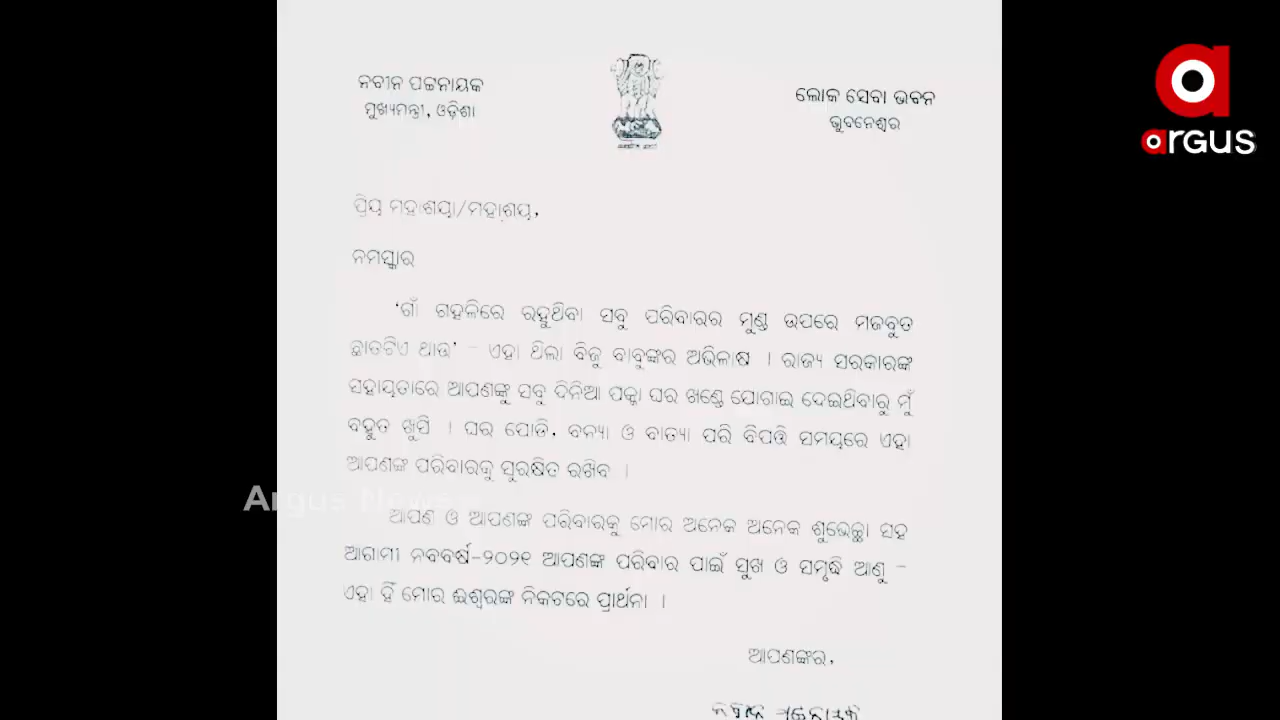 ନବୀନ ପଟ୍ଟନାୟକ
ମୁଖ୍ୟମନ୍ତ୍ରୀ, ଓଡ଼ିଶା
ଲୋକ ସେବା ଭବନ
ଭୁବନେଶ୍ୱର
argus
ପ୍ରିୟ ମହାଶୟା/ମହାଶୟ,
ନମସ୍କାର
'ଗାଁ ଗହଳିରେ ରହୁଥିବା ସବୁ ପରିବାରର ମୁଣ୍ଡ ଉପରେ ମଜବୁତ
ଛାତଟିଏ ଥାଉ' - ଏହା ଥିଲା ବିଜୁ ବାବୁଙ୍କର ଅଭିଳାଷ । ରାଜ୍ୟ ସରକାରଙ୍କ
ସହାୟତାରେ ଆପଣଙ୍କୁ ସବୁ ଦିନିଆ ପକ୍କା ଘର ଖଣ୍ଡେ ଯୋଗାଇ ଦେଇଥିବାରୁ ମୁଁ
ବହୁତ ଖୁସି । ଘର ପୋଡି, ବନ୍ୟା ଓ ବାତ୍ୟା ପରି ବିପତ୍ତି ସମୟରେ ଏହା
ଆପଣଙ୍କ ପରିବାରକୁ ସୁରକ୍ଷିତ ରଖିବ ।
Argus News
ଆପଣ ଓ ଆପଣଙ୍କ ପରିବାରକୁ ମୋର ଅନେକ ଅନେକ ଶୁଭେଚ୍ଛା ସହ
ଆଗାମୀ ନବବର୍ଷ-୨୦୨୧ ଆପଣଙ୍କ ପରିବାର ପାଇଁ ସୁଖ ଓ ସମୃଦ୍ଧି ଆଣୁ -
ଏହା ହିଁ ମୋର ଈଶ୍ୱରଙ୍କ ନିକଟରେ ପ୍ରାର୍ଥନା ।
ଆପଣଙ୍କର,